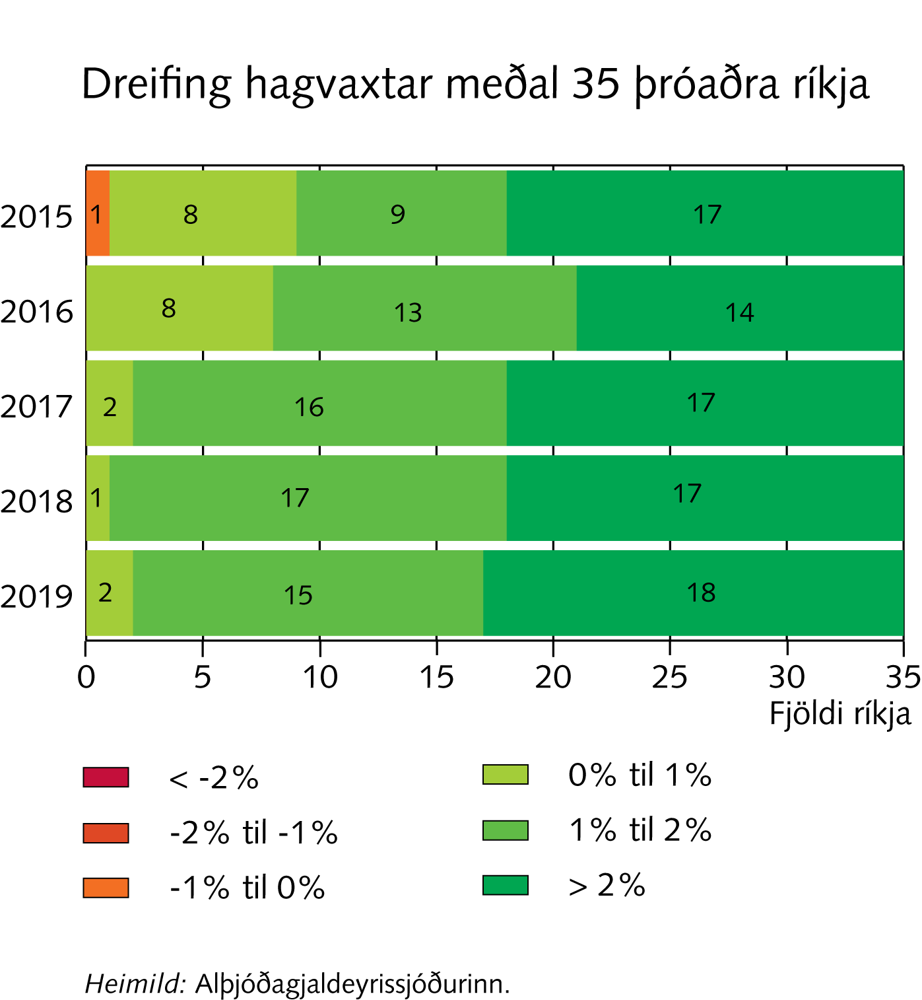 Dreifing hagvaxtar meðal 35 þróaðra ríkja
2015 1 8 9 17
2016 8 13 14
2017 2 16 17
2018 1 17 17
2019 2 15 18
0 5 10 15 20 25 30 35
Fjöldi ríkja
< -2% 0% til 1%
-2% til -1% 1% til 2%
-1% til 0% > 2%
Heimild: Alþjóðagjaldeyrissjóðurinn.